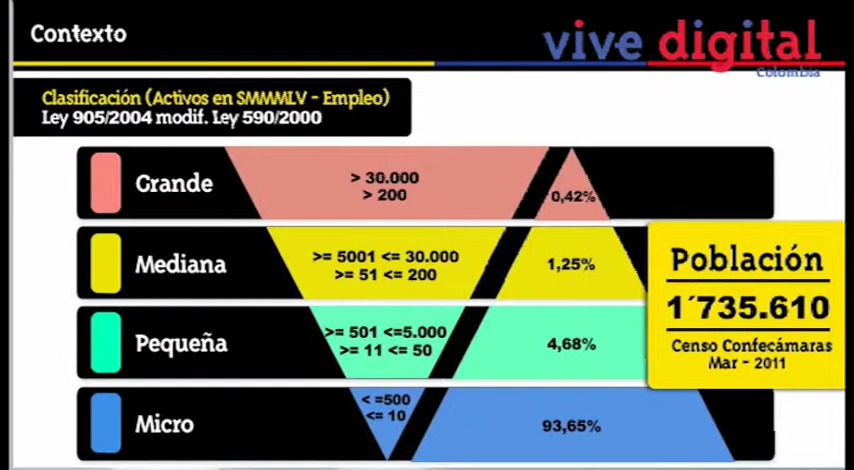 Contexto
vive digital
Colombia
Clasificación (Activos en SMMMLV - Empleo)
Ley 905/2004 modif. Ley 590/2000
Grande
> 30.000
> 200
0,42%
Mediana
>= 5001 <= 30.000
>= 51 <= 200
1,25%
Pequeña
>= 501 <=5.000
>= 11 <= 50
4,68%
Micro
< =500
<= 10
93,65%
Población
1´735.610
Censo Confecámaras
Mar - 2011